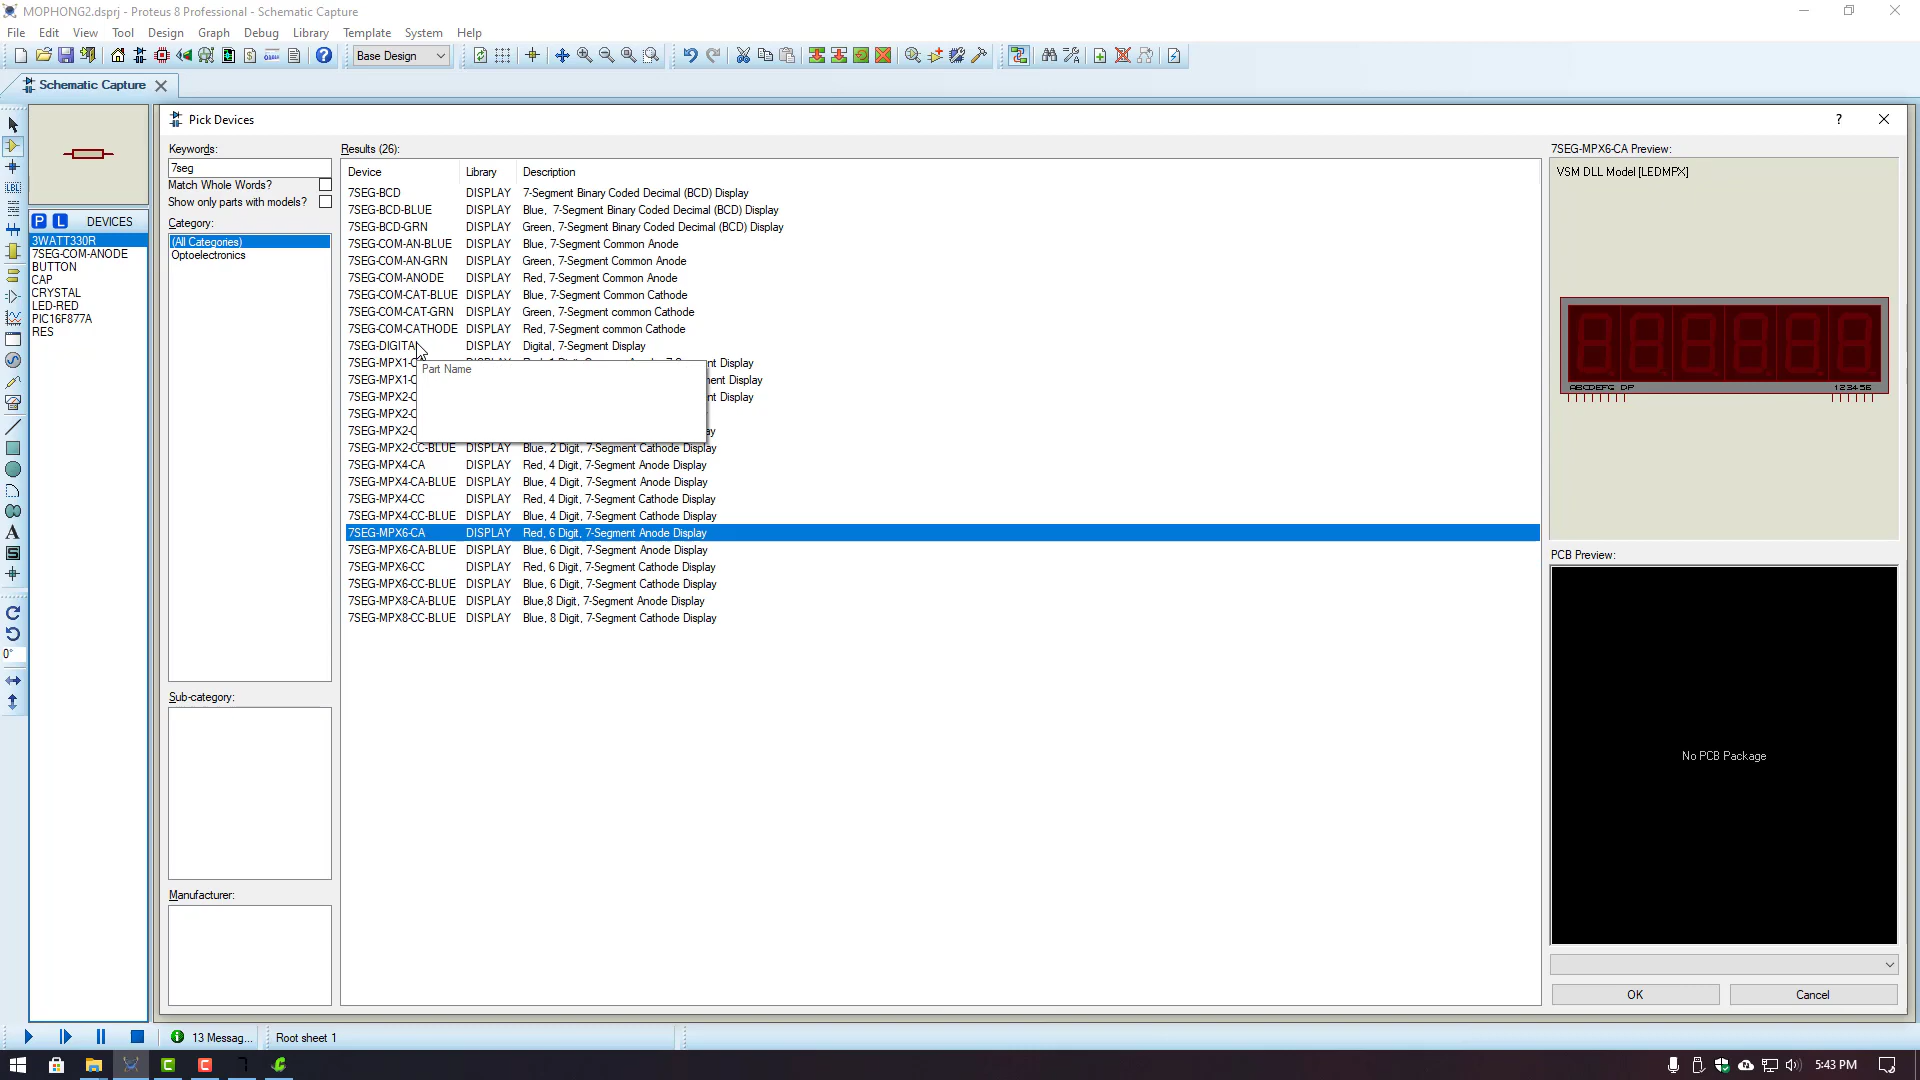 MOPHONG2.dsprj - Proteus 8 Professional - Schematic Capture
File Edit View Tool Design Graph Debug Library Template System Help
Base Design
Schematic Capture
Pick Devices
?
Keywords:
7seg
Match Whole Words?
Show only parts with models?
Category:
(All Categories)
Optoelectronics
Sub-category:
Manufacturer:
P L DEVICES
3WATT330R
7SEG-COM-ANODE
BUTTON
CAP
CRYSTAL
LED-RED
PIC16F877A
RES
LBL
A
S
0°
Results (26):
Device Library Description
7SEG-BCD DISPLAY 7-Segment Binary Coded Decimal (BCD) Display
7SEG-BCD-BLUE DISPLAY Blue, 7-Segment Binary Coded Decimal (BCD) Display
7SEG-BCD-GRN DISPLAY Green, 7-Segment Binary Coded Decimal (BCD) Display
7SEG-COM-AN-BLUE DISPLAY Blue, 7-Segment Common Anode
7SEG-COM-AN-GRN DISPLAY Green, 7-Segment Common Anode
7SEG-COM-ANODE DISPLAY Red, 7-Segment Common Anode
7SEG-COM-CAT-BLUE DISPLAY Blue, 7-Segment Common Cathode
7SEG-COM-CAT-GRN DISPLAY Green, 7-Segment common Cathode
7SEG-COM-CATHODE DISPLAY Red, 7-Segment common Cathode
7SEG-DIGITAL DISPLAY Digital, 7-Segment Display
7SEG-MPX1-C
7SEG-MPX1-C
7SEG-MPX2-C
7SEG-MPX2-C
7SEG-MPX2-C
Part Name
7SEG-MPX2-CC-BLUE DISPLAY Blue, 2 Digit, 7-Segment Cathode Display
7SEG-MPX4-CA DISPLAY Red, 4 Digit, 7-Segment Anode Display
7SEG-MPX4-CA-BLUE DISPLAY Blue, 4 Digit, 7-Segment Anode Display
7SEG-MPX4-CC DISPLAY Red, 4 Digit, 7-Segment Cathode Display
7SEG-MPX4-CC-BLUE DISPLAY Blue, 4 Digit, 7-Segment Cathode Display
7SEG-MPX6-CA DISPLAY Red, 6 Digit, 7-Segment Anode Display
7SEG-MPX6-CA-BLUE DISPLAY Blue, 6 Digit, 7-Segment Anode Display
7SEG-MPX6-CC DISPLAY Red, 6 Digit, 7-Segment Cathode Display
7SEG-MPX6-CC-BLUE DISPLAY Blue, 6 Digit, 7-Segment Cathode Display
7SEG-MPX8-CA-BLUE DISPLAY Blue,8 Digit, 7-Segment Anode Display
7SEG-MPX8-CC-BLUE DISPLAY Blue, 8 Digit, 7-Segment Cathode Display
7SEG-MPX6-CA Preview:
VSM DLL Model [LEDMPX]
ABCDEFG DP 123456
PCB Preview:
No PCB Package
OK Cancel
13 Messag... Root sheet 1
5:43 PM